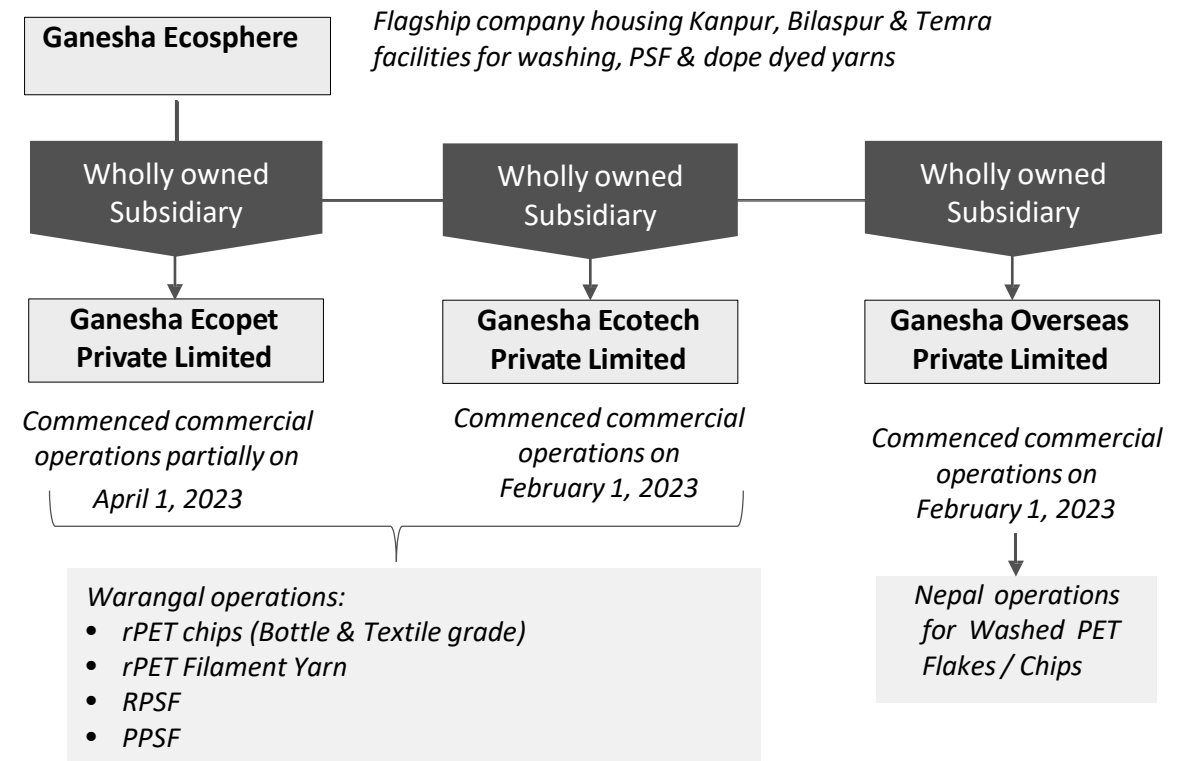 Ganesha Ecosphere
Flagship company housing Kanpur, Bilaspur & Temra
facilities for washing, PSF & dope dyed yarns
Wholly owned
Subsidiary
Wholly owned
Subsidiary
Wholly owned
Subsidiary
Ganesha Ecopet
Private Limited
Ganesha Ecotech
Private Limited
Ganesha Overseas
Private Limited
Commenced commercial
operations partially on
April 1, 2023
Commenced commercial
operations on
February 1, 2023
Commenced commercial
operations on
February 1, 2023
Warangal operations:
• rPET chips (Bottle & Textile grade)
• rPET Filament Yarn
• RPSF
• PPSF
Nepal operations
for Washed PET
Flakes / Chips